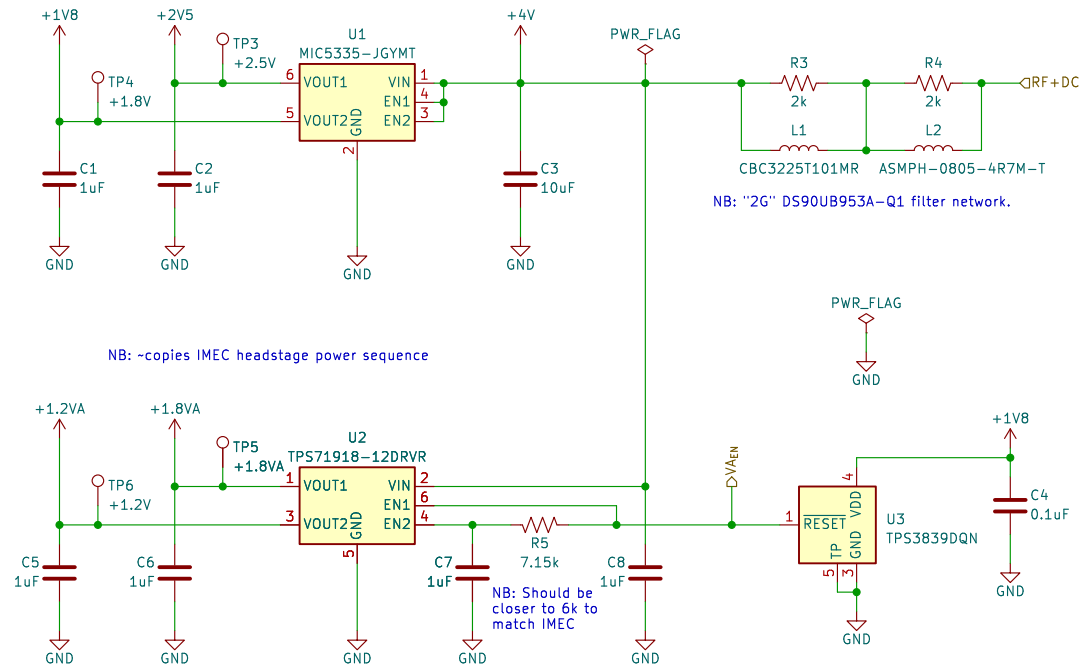 +1V8
+2V5
+4V
PWR_FLAG
TP3
+2.5V
TP4
+1.8V
U1
MIC5335-JGYMT
6 VOUT1 VIN 1
EN1 4
5 VOUT2 EN2 3
GND
2
R3
2k
R4
2k
RF+DC
L1
CBC3225T101MR
L2
ASMPH-0805-4R7M-T
NB: "2G" DS90UB953A-Q1 filter network.
C1
1uF
C2
1uF
C3
10uF
GND
GND
GND
GND
PWR_FLAG
GND
NB: ~copies IMEC headstage power sequence
+1.2VA
+1.8VA
TP5
+1.8VA
TP6
+1.2V
U2
TPS71918-12DRVR
1 VOUT1 VIN 2
EN1 6
3 VOUT2 EN2 4
GND
5
R5
7.15k
VA_EN
+1V8
4
1 RESET VDD
TP GND
5 3
U3
TPS3839DQN
C4
0.1uF
GND
GND
C5
1uF
C6
1uF
C7
1uF
C8
1uF
NB: Should be
closer to 6k to
match IMEC
GND
GND
GND
GND
GND